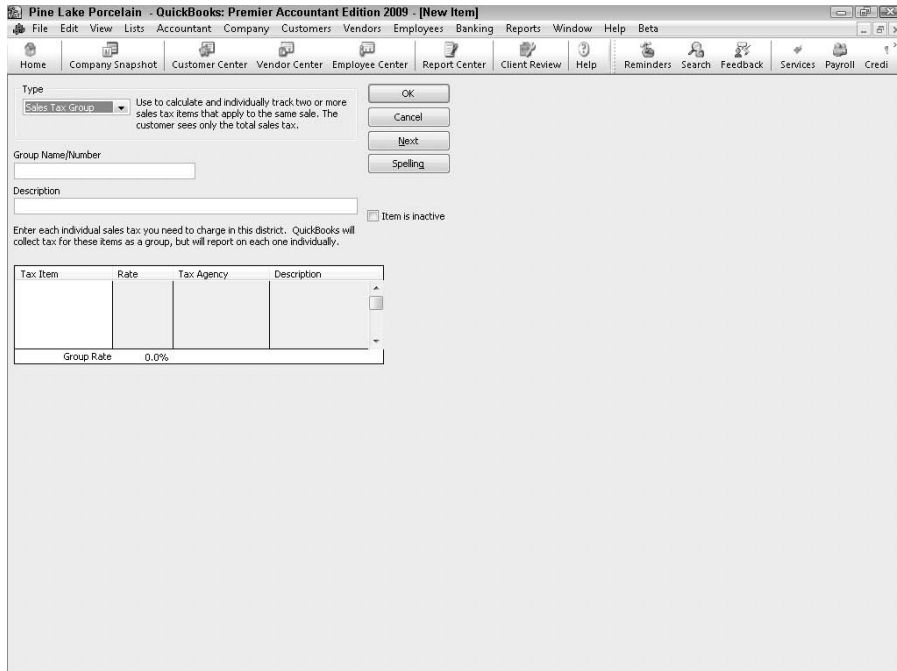 Pine Lake Porcelain - QuickBooks: Premier Accountant Edition 2009 - [New Item]
File Edit View Lists Accountant Company Customers Vendors Employees Banking Reports Window Help Beta
Home Company Snapshot Customer Center Vendor Center Employee Center Report Center Client Review Help Reminders Search Feedback Services Payroll Credi
Type
Sales Tax Group
Use to calculate and individually track two or more
sales tax items that apply to the same sale. The
customer sees only the total sales tax.
OK
Cancel
Next
Spelling
Group Name/Number
Description
Item is inactive
Enter each individual sales tax you need to charge in this district. QuickBooks will
collect tax for these items as a group, but will report on each one individually.
Tax Item Rate Tax Agency Description
Group Rate 0.0%